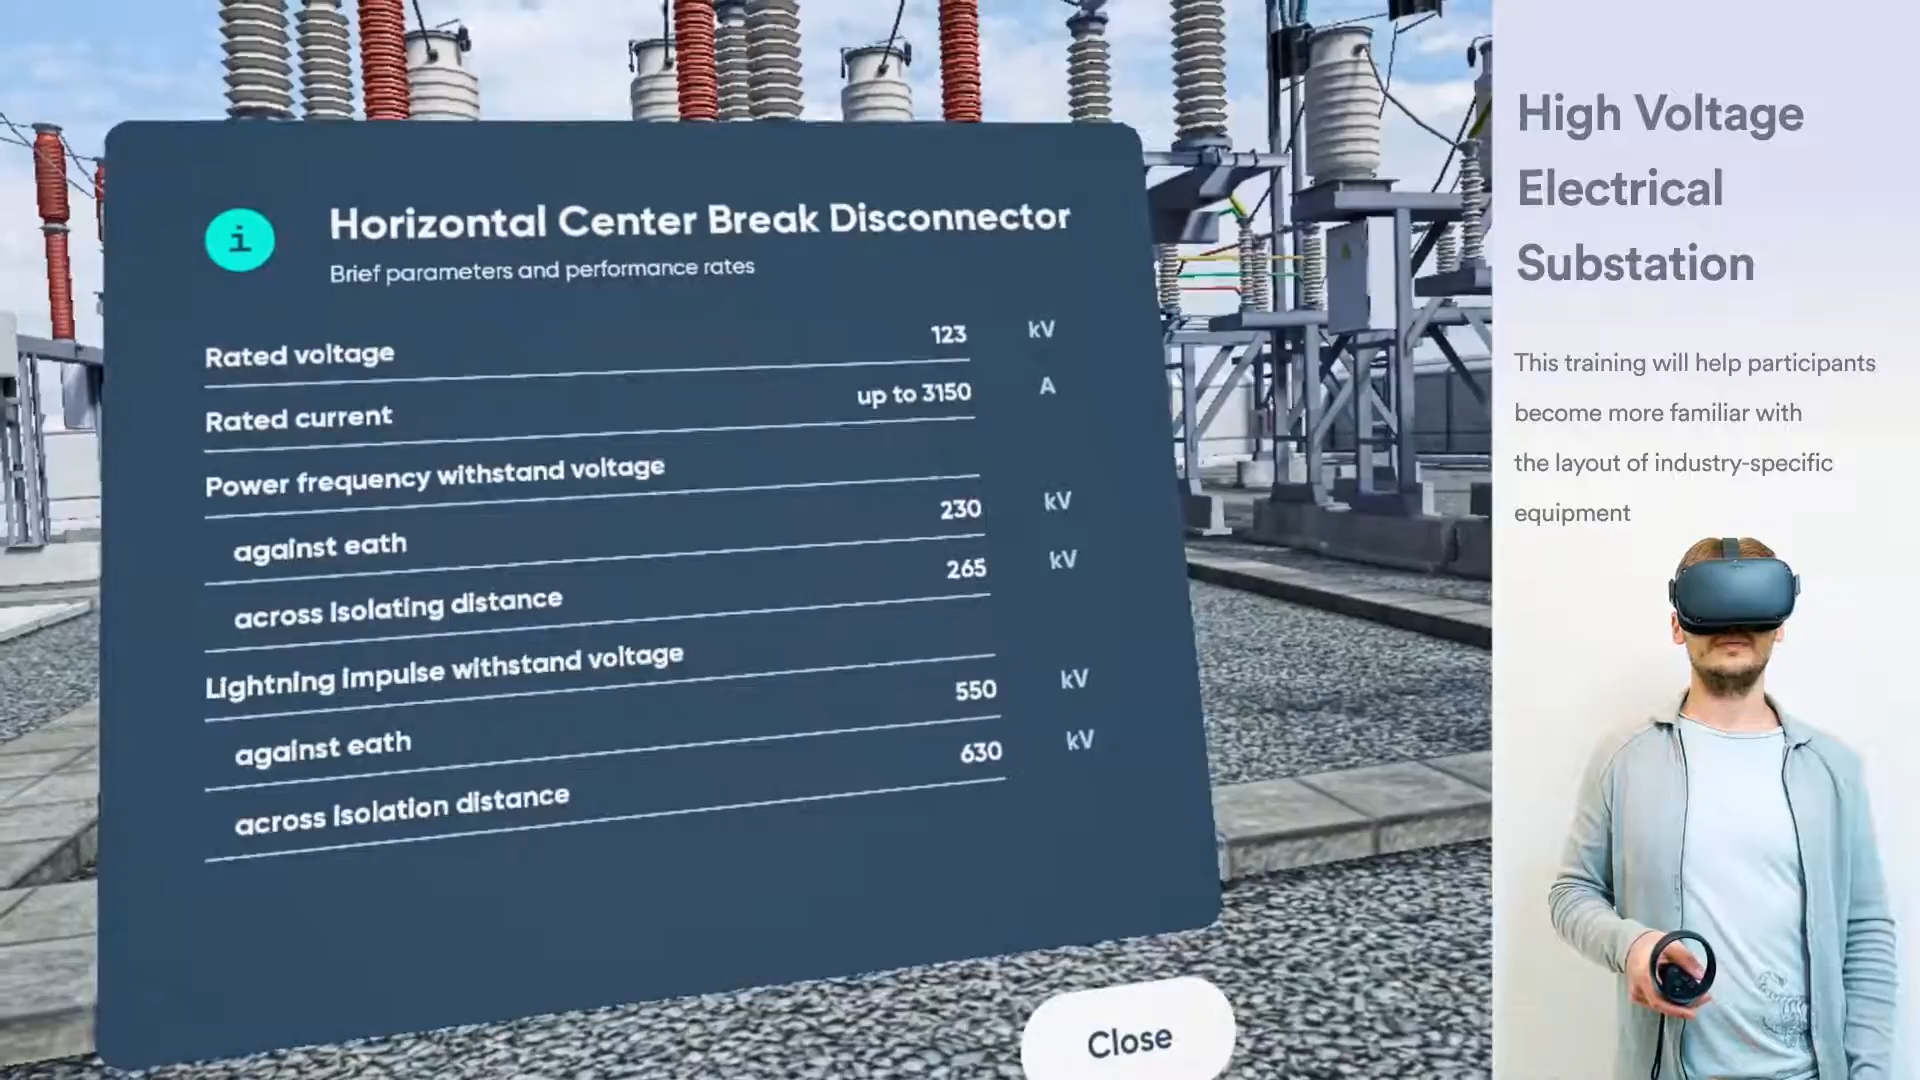 i
Horizontal Center Break Disconnector
Brief parameters and performance rates
Rated voltage 123 kV
Rated current up to 3150 A
Power frequency withstand voltage
against eath 230 kV
across isolating distance 265 kV
Lightning impulse withstand voltage
against eath 550 kV
across isolation distance 630 kV
Close
High Voltage
Electrical
Substation
This training will help participants
become more familiar with
the layout of industry-specific
equipment